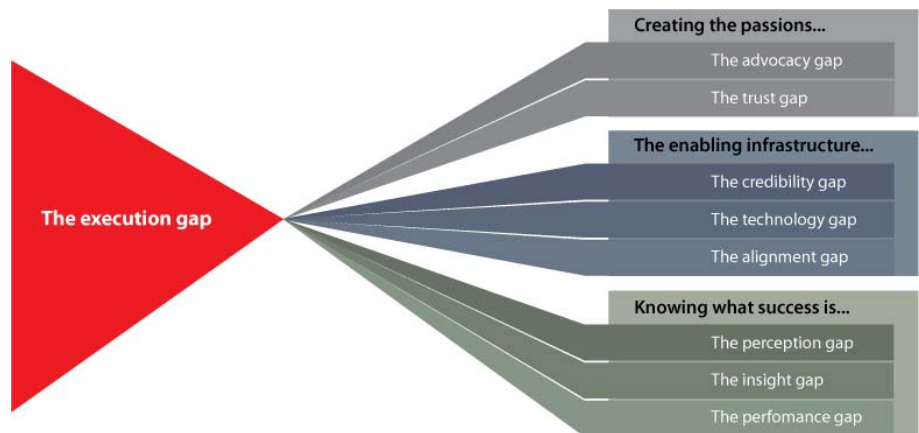 The execution gap
Creating the passions...
The advocacy gap
The trust gap
The enabling infrastructure...
The credibility gap
The technology gap
The alignment gap
Knowing what success is...
The perception gap
The insight gap
The perfomance gap